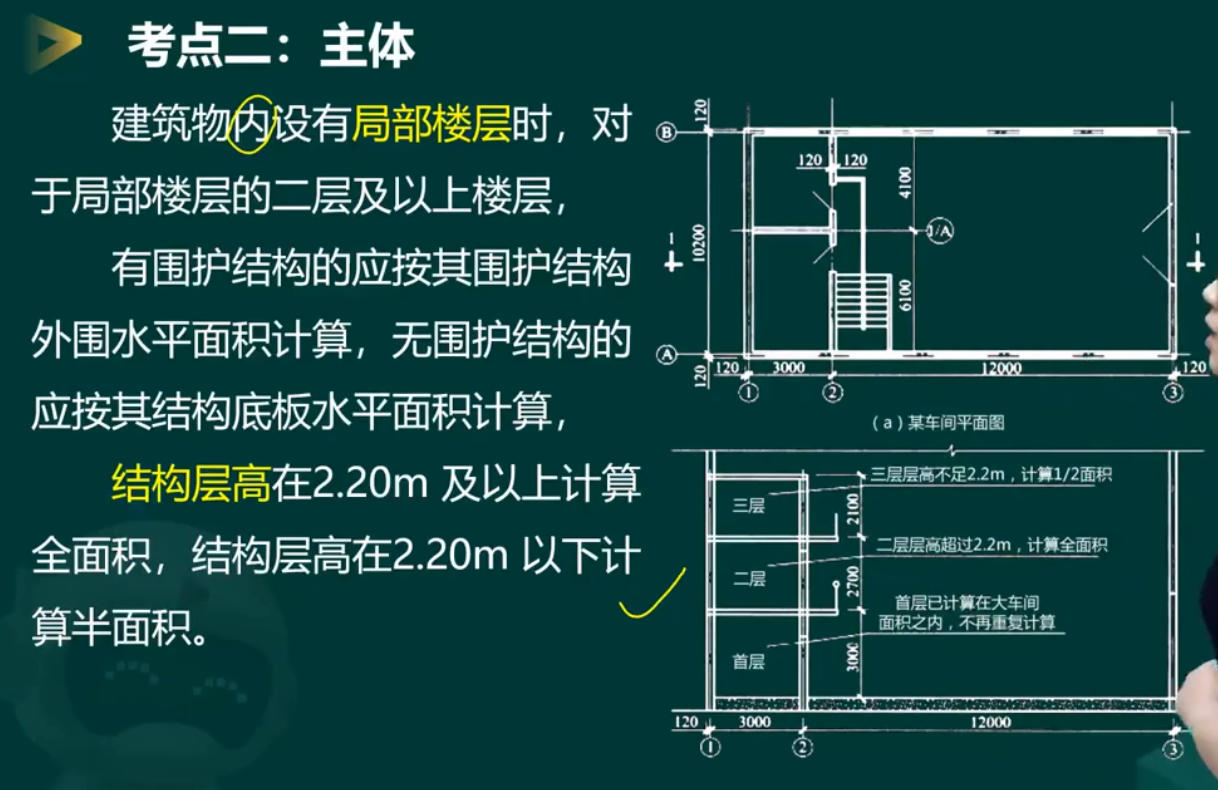 考点二：主体
建筑物内设有局部楼层时，对
于局部楼层的二层及以上楼层，
有围护结构的应按其围护结构
外围水平面积计算，无围护结构的
应按其结构底板水平面积计算，
结构层高在2.20m 及以上计算
全面积，结构层高在2.20m 以下计
算半面积。
120
B
120 120
4100
1/A
10200
1
1
6100
A
120
120 3000 12000 120
1 2 3
（a）某车间平面图
三层层高不足2.2m，计算1/2面积
三层
2100
二层层高超过2.2m，计算全面积
二层
2700
首层已计算在大车间
面积之内，不再重复计算
首层
3000
120 3000 12000
1 2 3